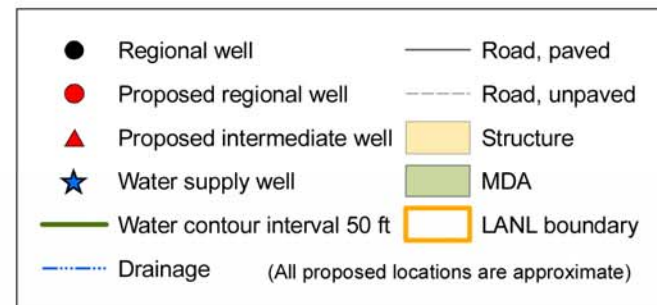 Regional well
Proposed regional well
Proposed intermediate well
Water supply well
Water contour interval 50 ft
Drainage
Road, paved
Road, unpaved
Structure
MDA
LANL boundary
(All proposed locations are approximate)